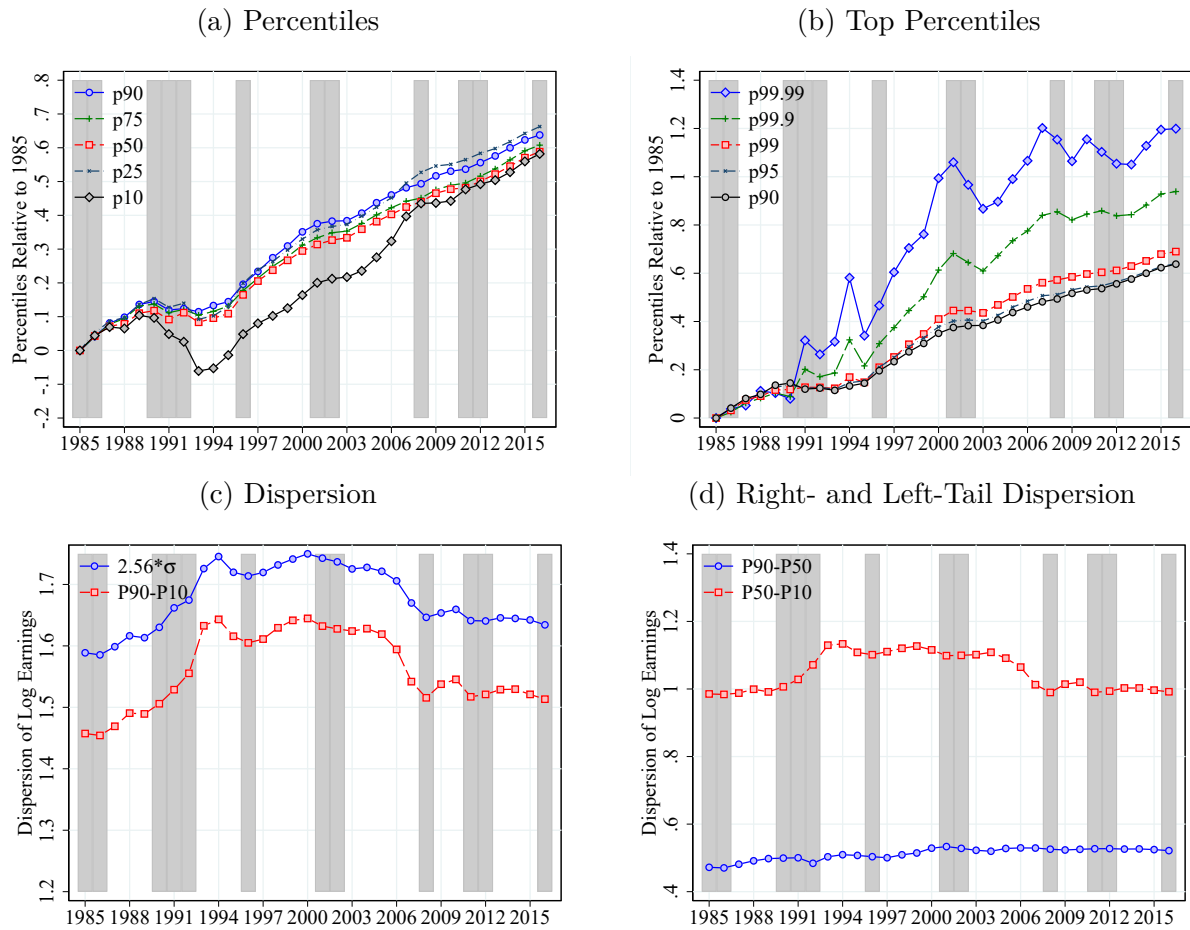 (a) Percentiles
Percentiles Relative to 1985
.8
.7
.6
.5
.4
.3
.2
.1
0
-.1
-.2
p90
p75
p50
p25
p10
1985 1988 1991 1994 1997 2000 2003 2006 2009 2012 2015
(b) Top Percentiles
Percentiles Relative to 1985
1.4
1.2
1
.8
.6
.4
.2
0
p99.99
p99.9
p99
p95
p90
1985 1988 1991 1994 1997 2000 2003 2006 2009 2012 2015
(c) Dispersion
Dispersion of Log Earnings
1.7
1.6
1.5
1.4
1.3
1.2
2.56*σ
P90-P10
1985 1988 1991 1994 1997 2000 2003 2006 2009 2012 2015
(d) Right- and Left-Tail Dispersion
Dispersion of Log Earnings
1.4
1.2
1
.8
.6
.4
P90-P50
P50-P10
1985 1988 1991 1994 1997 2000 2003 2006 2009 2012 2015